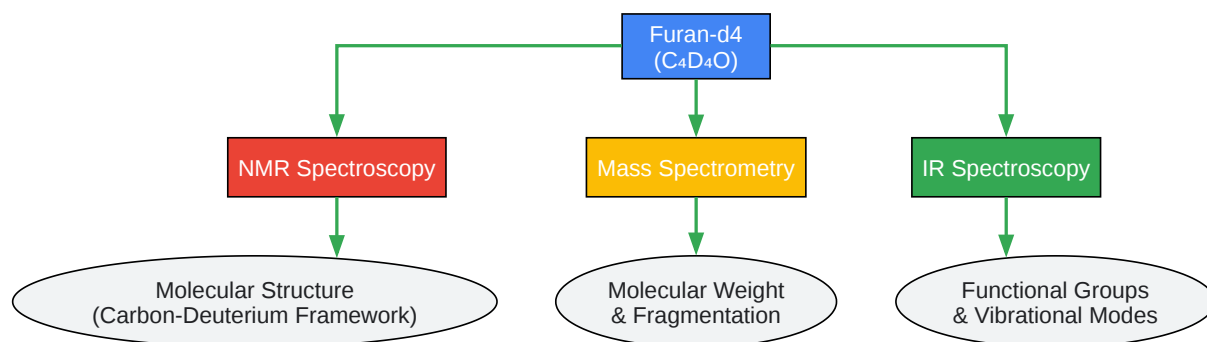 Furan-d4
(C₄D₄O)
NMR Spectroscopy
Mass Spectrometry
IR Spectroscopy
Molecular Structure
(Carbon-Deuterium Framework)
Molecular Weight
& Fragmentation
Functional Groups
& Vibrational Modes